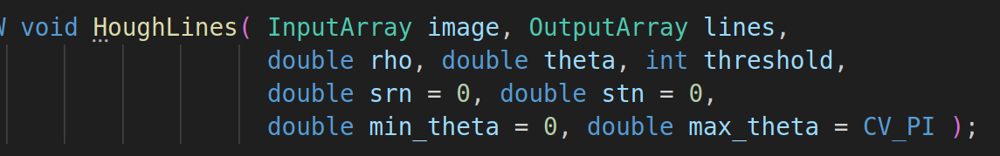 void HoughLines( InputArray image, OutputArray lines,
double rho, double theta, int threshold,
double srn = 0, double stn = 0,
double min_theta = 0, double max_theta = CV_PI );